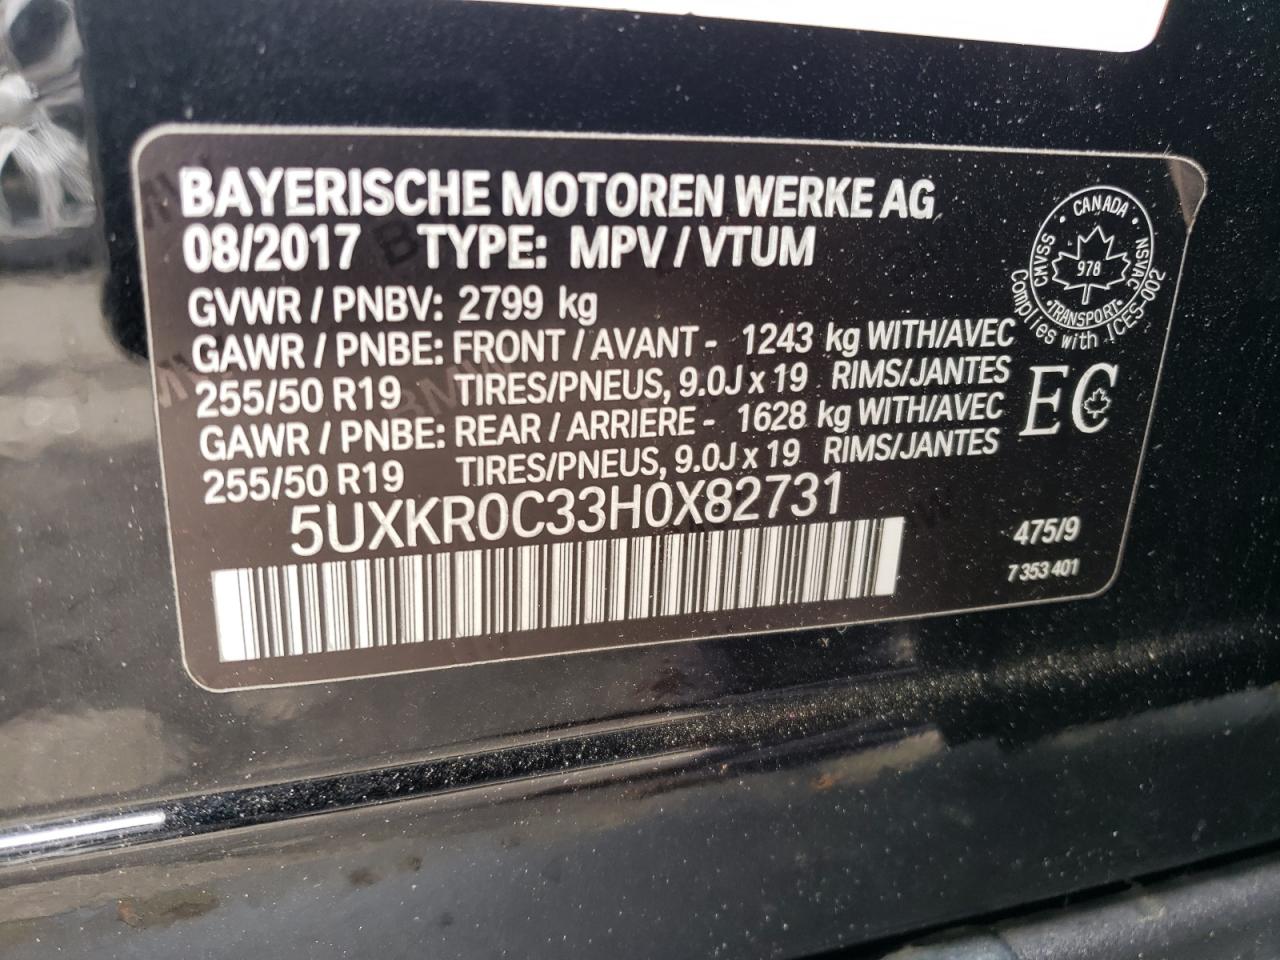 BAYERISCHE MOTOREN WERKE AG
08/2017 TYPE: MPV / VTUM
GVWR / PNBV: 2799 kg
GAWR / PNBE: FRONT / AVANT - 1243 kg WITH/AVEC
255/50 R19 TIRES/PNEUS, 9.0J x 19 RIMS/JANTES
GAWR / PNBE: REAR / ARRIERE - 1628 kg WITH/AVEC
255/50 R19 TIRES/PNEUS, 9.0J x 19 RIMS/JANTES
5UXKR0C33H0X82731
CANADA
CMVSS NSVAC
978
TRANSPORT
Complies with ICES-002
EC
475/9
7 353 401